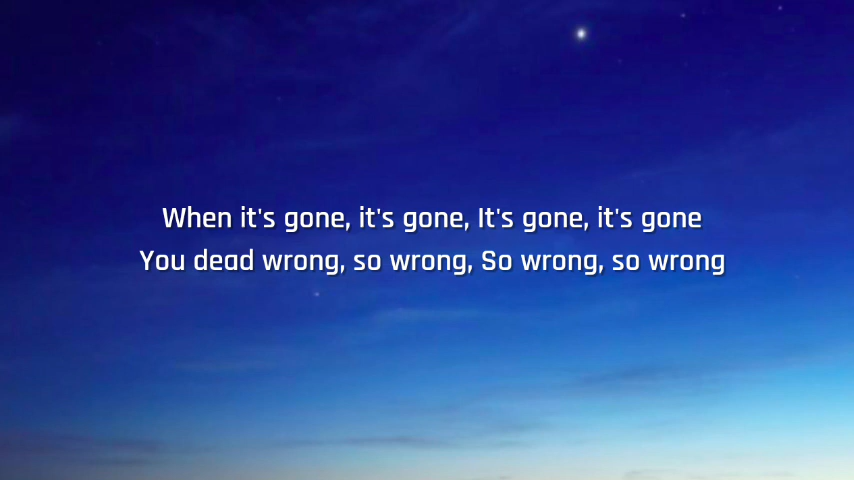 When it's gone, it's gone, It's gone, it's gone
You dead wrong, so wrong, So wrong, so wrong